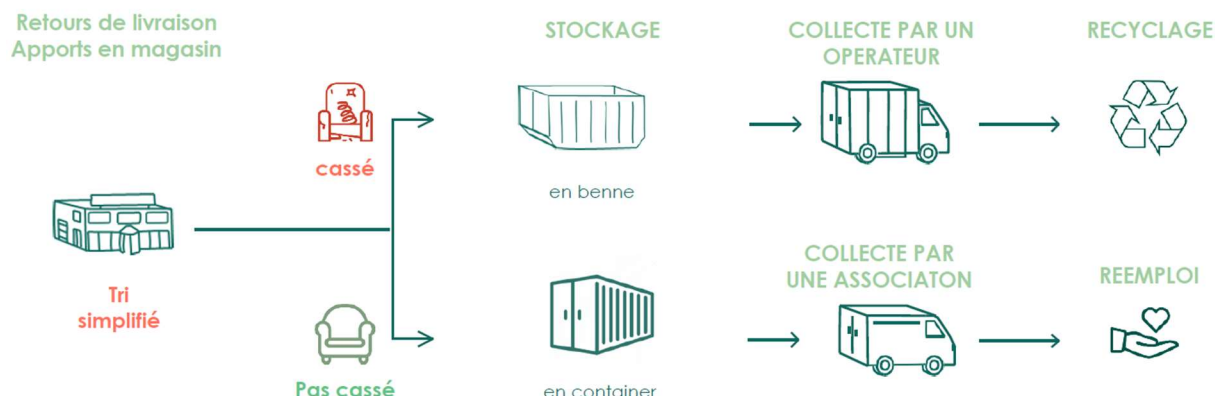 Retours de livraison
Apports en magasin
STOCKAGE
COLLECTE PAR UN
OPERATEUR
RECYCLAGE
cassé
en benne
Tri
simplifié
COLLECTE PAR
UNE ASSOCIATON
REEMPLOI
Pas cassé
en container